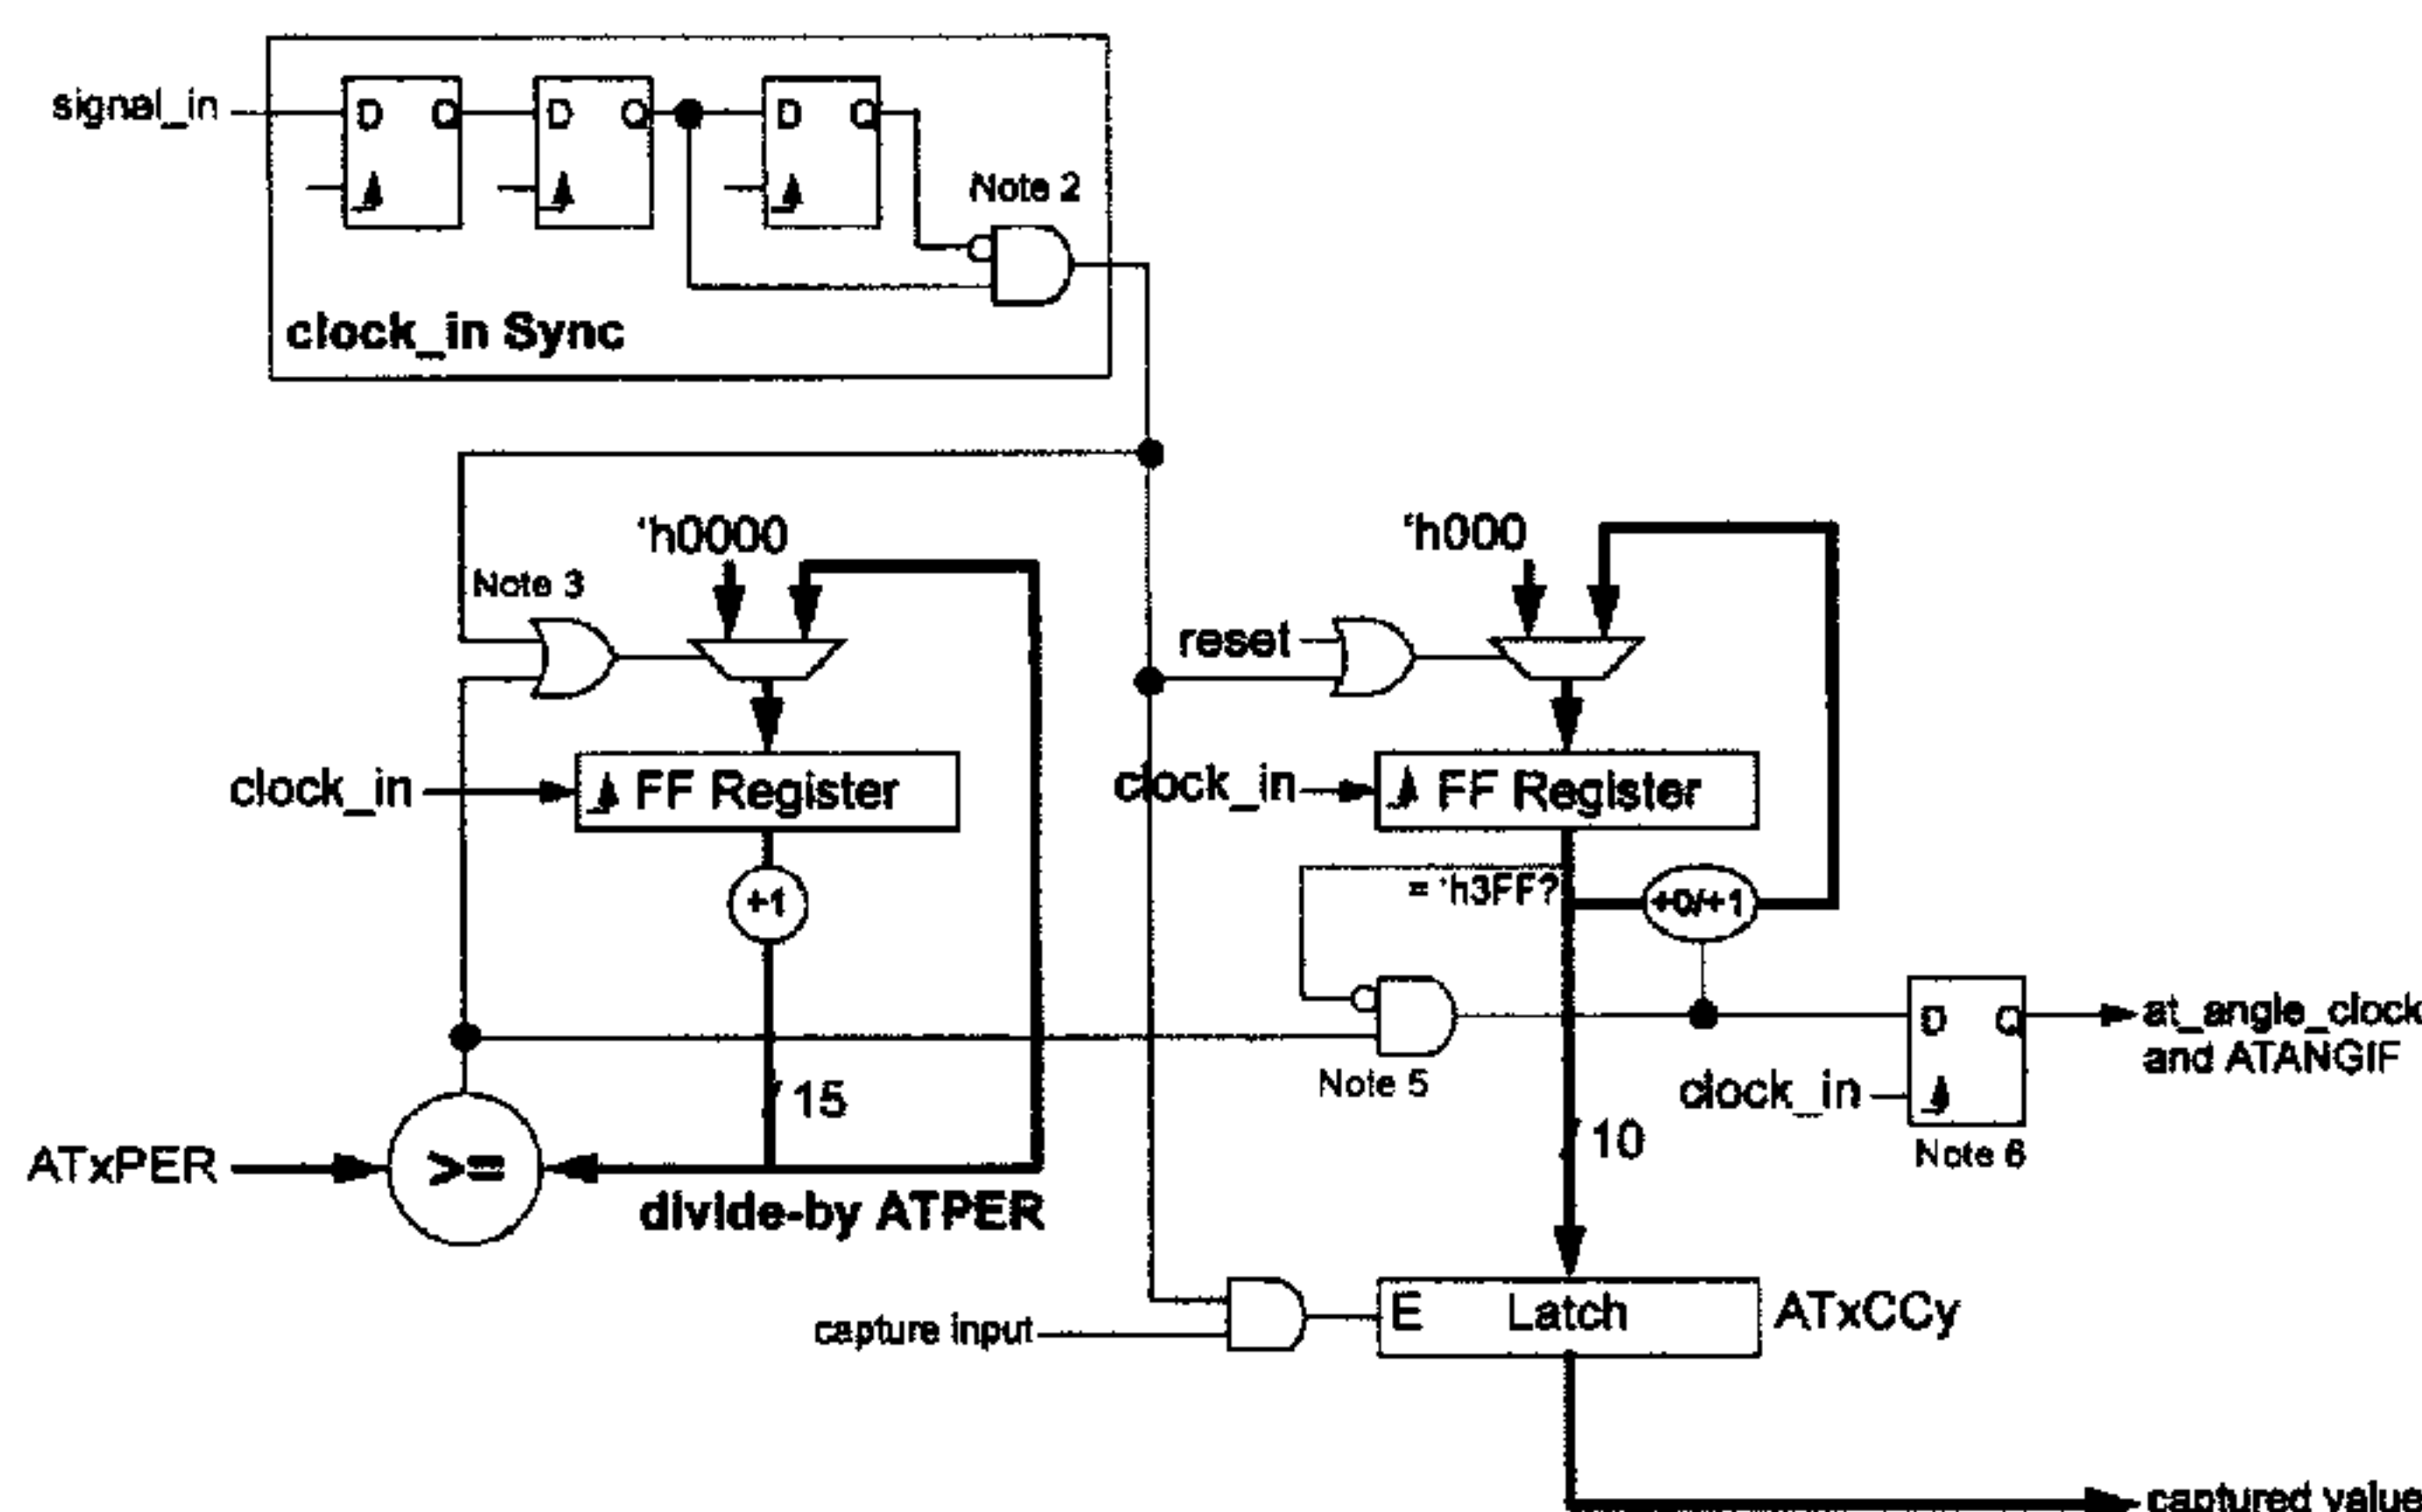 signal_in
D Q
D Q
D Q
Note 2
clock_in Sync
'h0000
'h000
Note 3
reset
clock_in
FF Register
clock_in
FF Register
+1
= 'h3FF?
+0/+1
D Q
at_angle_clock
and ATANGIF
Note 5
clock_in
15
10
Note 6
ATxPER
>=
divide-by ATPER
capture input
E Latch
ATxCCy
captured value